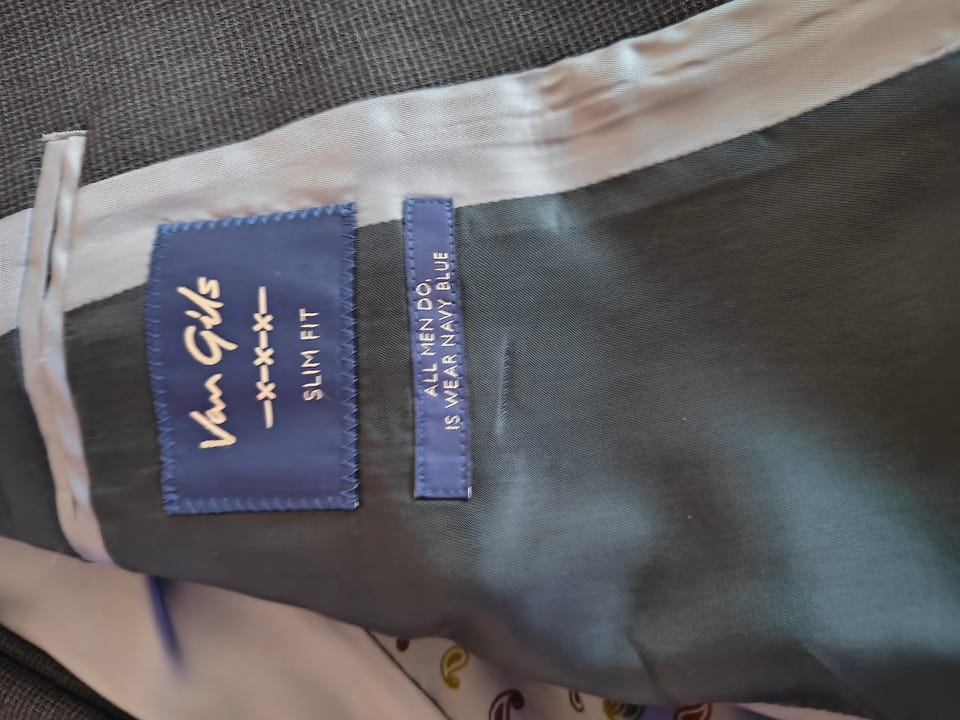 Van Gils
—x—x—x—
SLIM FIT
ALL MEN DO,
IS WEAR NAVY BLUE